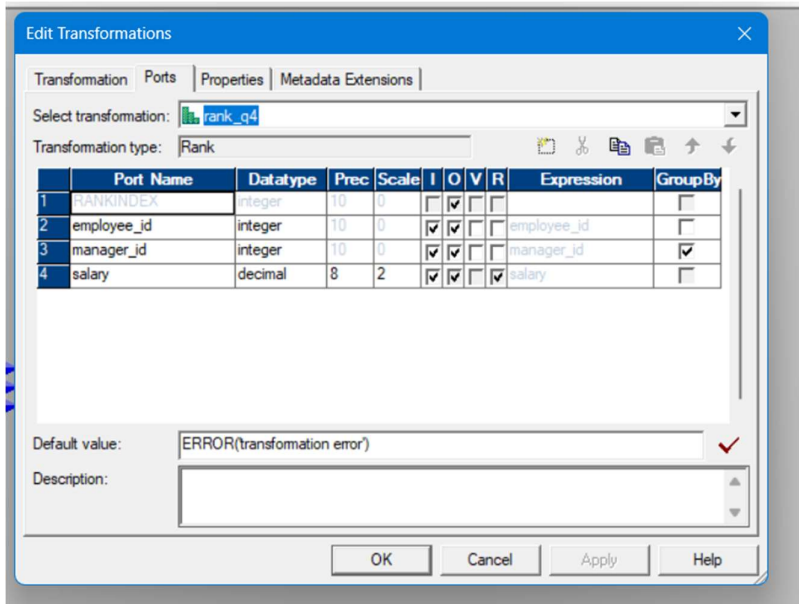 Edit Transformations
Transformation Ports Properties Metadata Extensions
Select transformation: rank_q4
Transformation type: Rank
Port Name Datatype Prec Scale I O V R Expression GroupBy
1 RANKINDEX integer 10 0
2 employee_id integer 10 0 employee_id
3 manager_id integer 10 0 manager_id
4 salary decimal 8 2 salary
Default value: ERROR('transformation error')
Description:
OK Cancel Apply Help